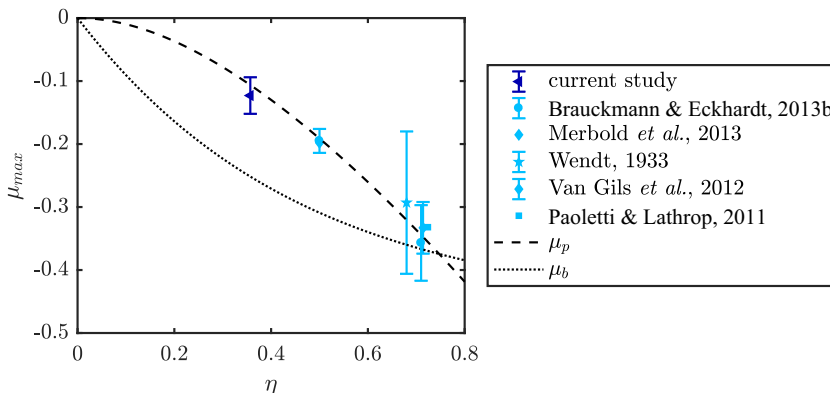 0
-0.1
-0.2
-0.3
-0.4
-0.5
μmax
0 0.2 0.4 0.6 0.8
η
current study
Brauckmann & Eckhardt, 2013b
Merbold et al., 2013
Wendt, 1933
Van Gils et al., 2012
Paoletti & Lathrop, 2011
μp
μb